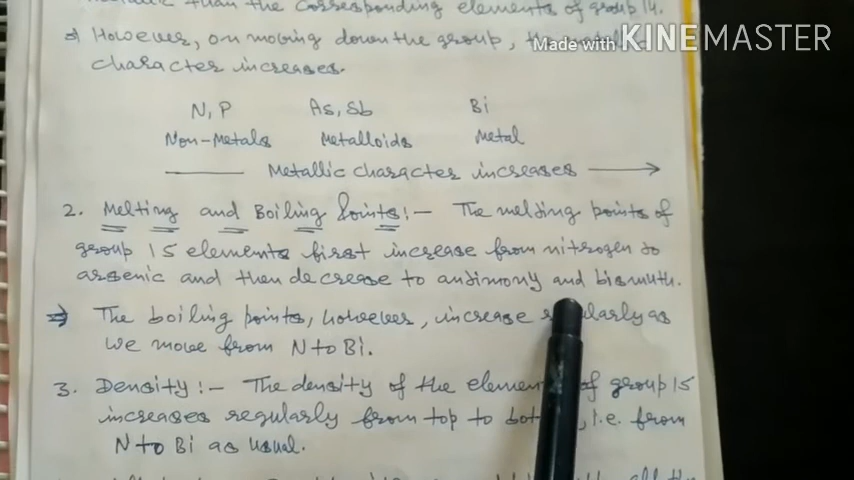 than the corresponding elements of group 14.
However, on moving down the group, the
Made with KINEMASTER
character increases.
N, P As, Sb Bi
Non-Metals Metalloids Metal
Metallic character increases
2. Melting and Boiling Points:- The melting points of
group 15 elements first increase from nitrogen to
arsenic and then decrease to antimony and bismuth.
⇒ The boiling points, however, increase as
we move from N to Bi.
3. Density:- The density of the of group 15
increases regularly from top to , i.e. from
N to Bi as usual.